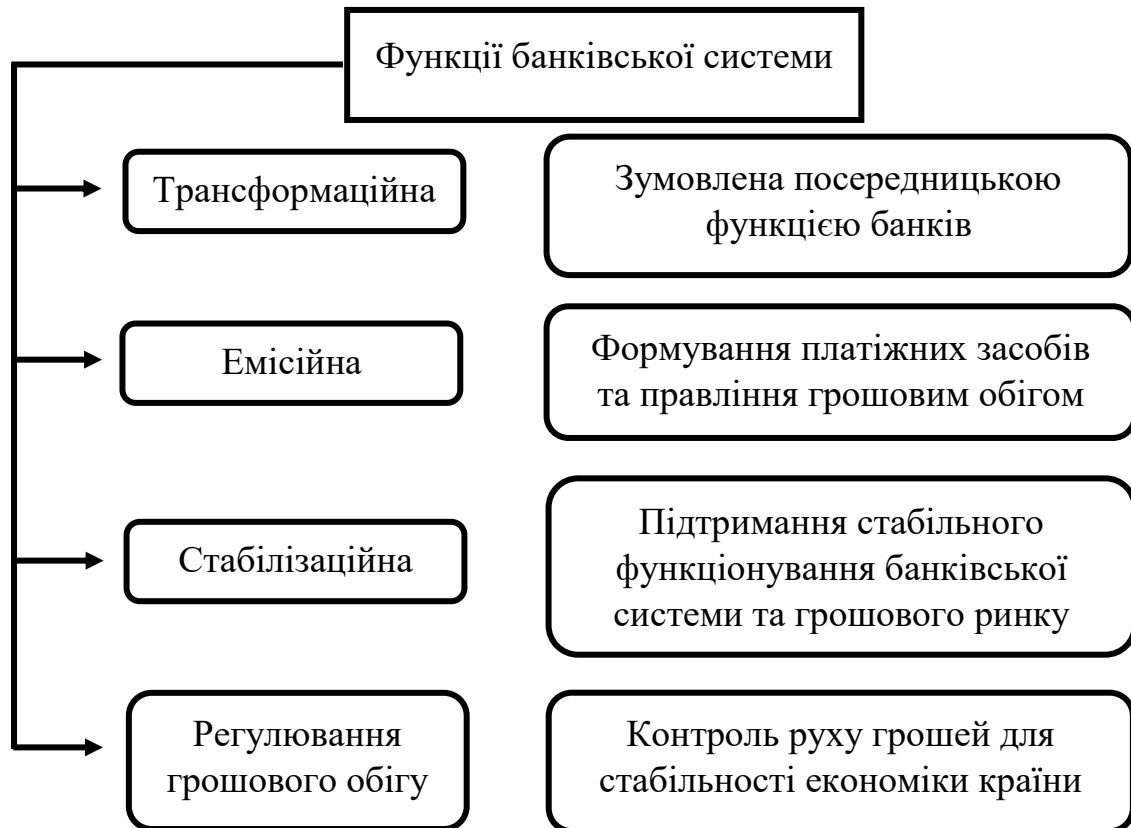 Функції банківської системи
Трансформаційна
Зумовлена посередницькою
функцією банків
Емісійна
Формування платіжних засобів
та правління грошовим обігом
Стабілізаційна
Підтримання стабільного
функціонування банківської
системи та грошового ринку
Регулювання
грошового обігу
Контроль руху грошей для
стабільності економіки країни